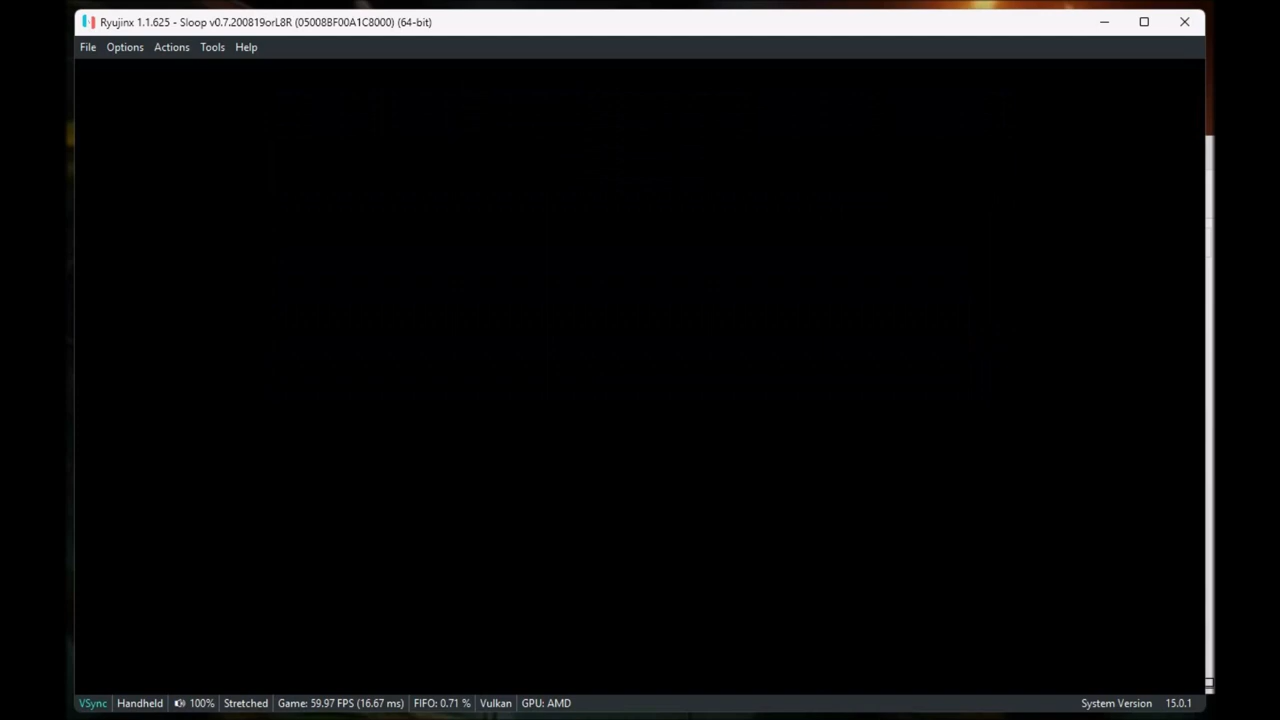 Ryujinx 1.1.625 - Sloop v0.7.200819orL8R (05008BF00A1C8000) (64-bit)
File Options Actions Tools Help
VSync Handheld 100% Stretched Game: 59.97 FPS (16.67 ms) FIFO: 0.71 % Vulkan GPU: AMD System Version 15.0.1